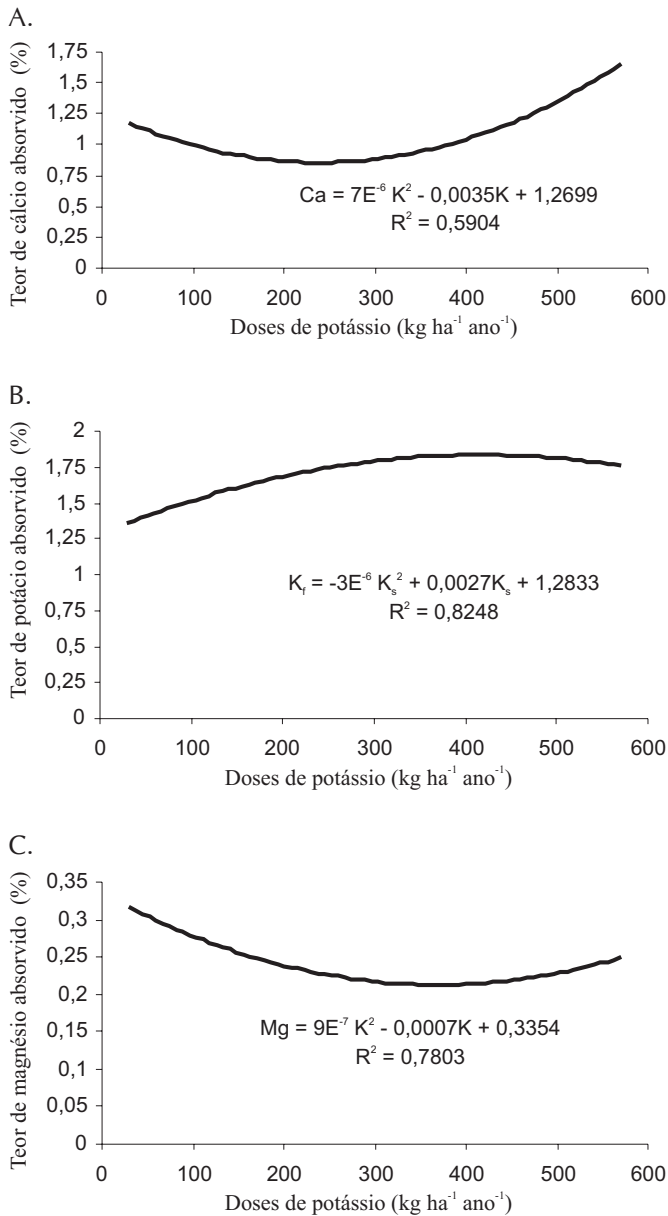 A.
Teor de cálcio absorvido (%)
1,75
1,75
1,25
1
0,75
0,5
0,25
0
Ca = 7E⁻⁶ K² - 0,0035K + 1,2699
R² = 0,5904
0 100 200 300 400 500 600
Doses de potássio (kg ha⁻¹ ano⁻¹)
B.
Teor de potácio absorvido (%)
2
1,75
1,5
1,25
1
0,75
0,5
0,25
0
K_f = -3E⁻⁶ K_s² + 0,0027K_s + 1,2833
R² = 0,8248
0 100 200 300 400 500 600
Doses de potássio (kg ha⁻¹ ano⁻¹)
C.
Teor de magnésio absorvido (%)
0,35
0,3
0,25
0,2
0,15
0,1
0,05
0
Mg = 9E⁻⁷ K² - 0,0007K + 0,3354
R² = 0,7803
0 100 200 300 400 500 600
Doses de potássio (kg ha⁻¹ ano⁻¹)